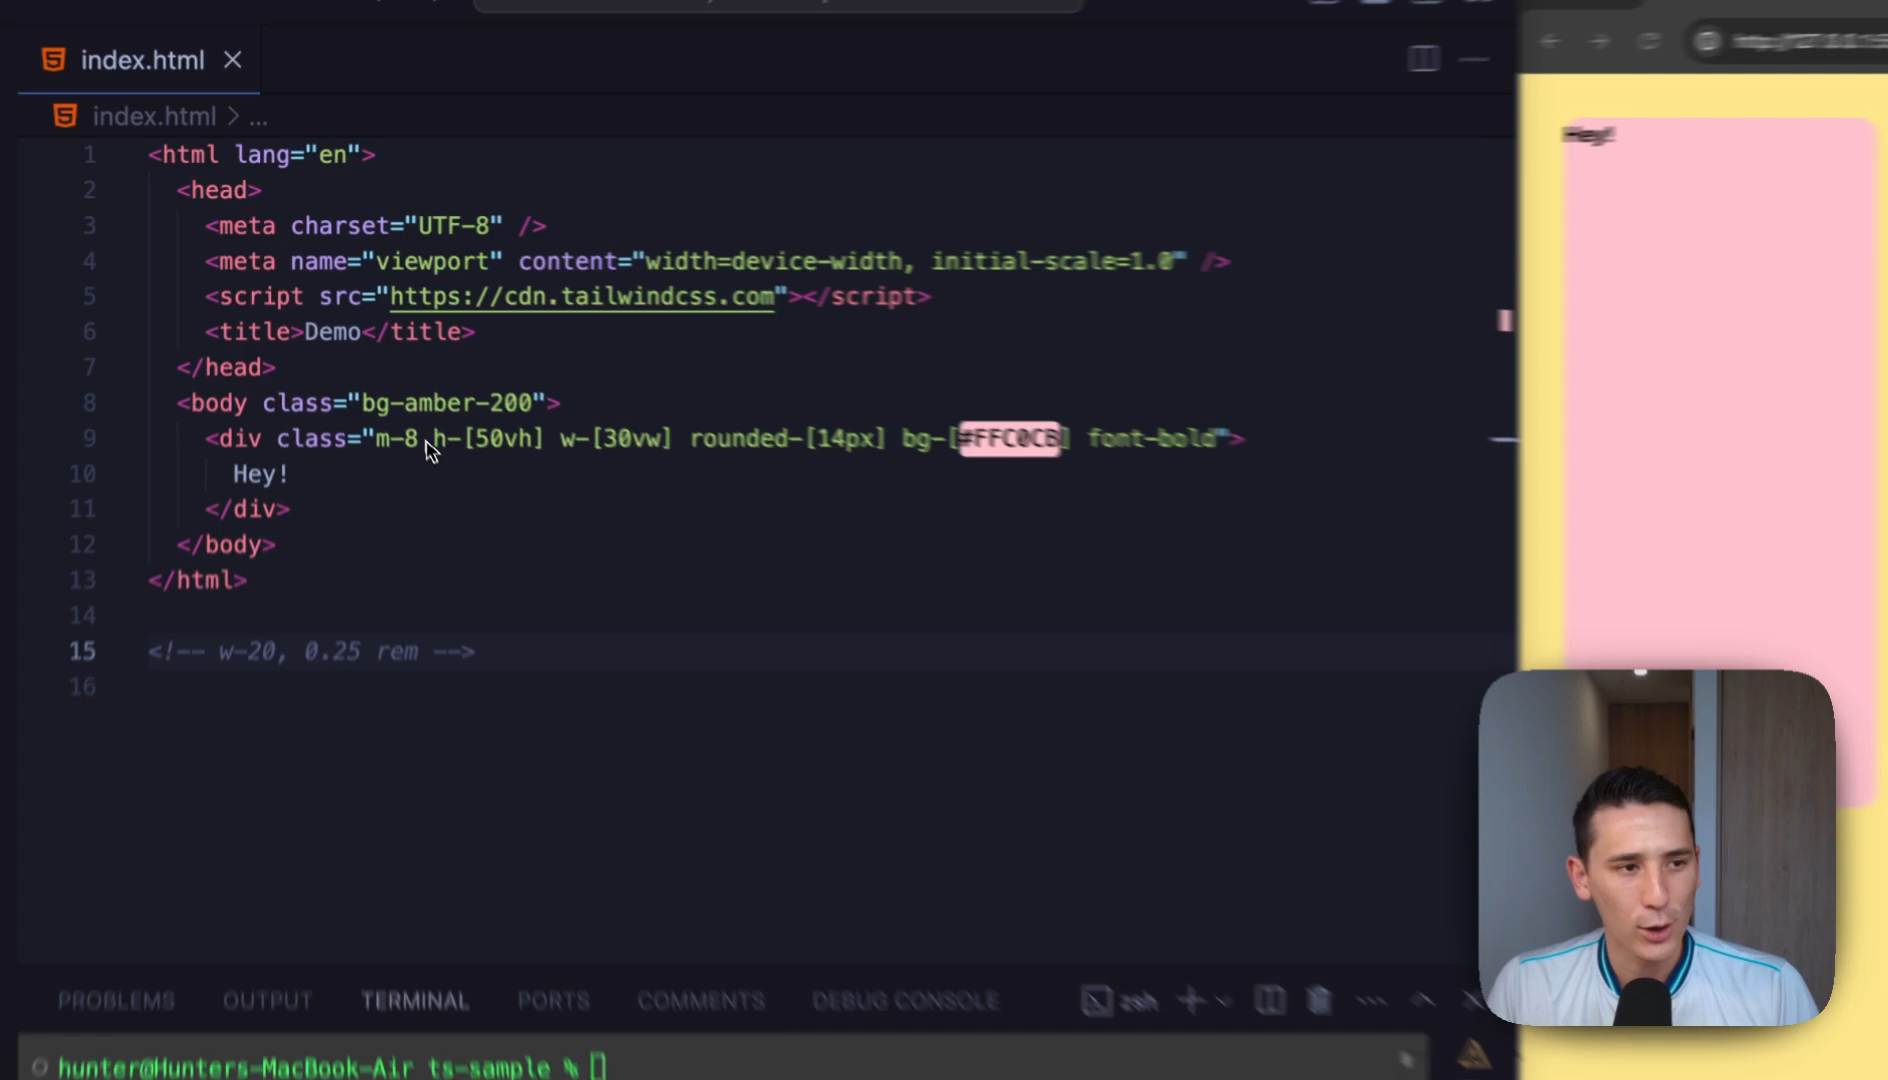 index.html
index.html > ...
1 <html lang="en">
2 <head>
3 <meta charset="UTF-8" />
4 <meta name="viewport" content="width=device-width, initial-scale=1.0" />
5 <script src="https://cdn.tailwindcss.com"></script>
6 <title>Demo</title>
7 </head>
8 <body class="bg-amber-200">
9 <div class="m-8 h-[50vh] w-[30vw] rounded-[14px] bg-[#FFC0CB] font-bold">
10 Hey!
11 </div>
12 </body>
13 </html>
14
15 <!-- w-20, 0.25 rem -->
16
Hey!
PROBLEMS OUTPUT TERMINAL PORTS COMMENTS DEBUG CONSOLE zsh
hunter@Hunters-MacBook-Air ts-sample %